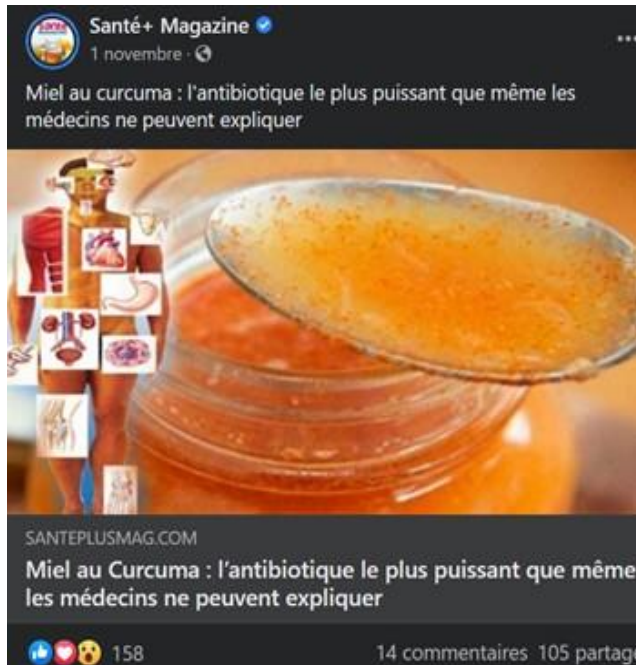 Santé+ Magazine
1 novembre
Miel au curcuma : l'antibiotique le plus puissant que même les
médecins ne peuvent expliquer
SANTEPLUSMAG.COM
Miel au Curcuma : l'antibiotique le plus puissant que même
les médecins ne peuvent expliquer
158
14 commentaires 105 partage